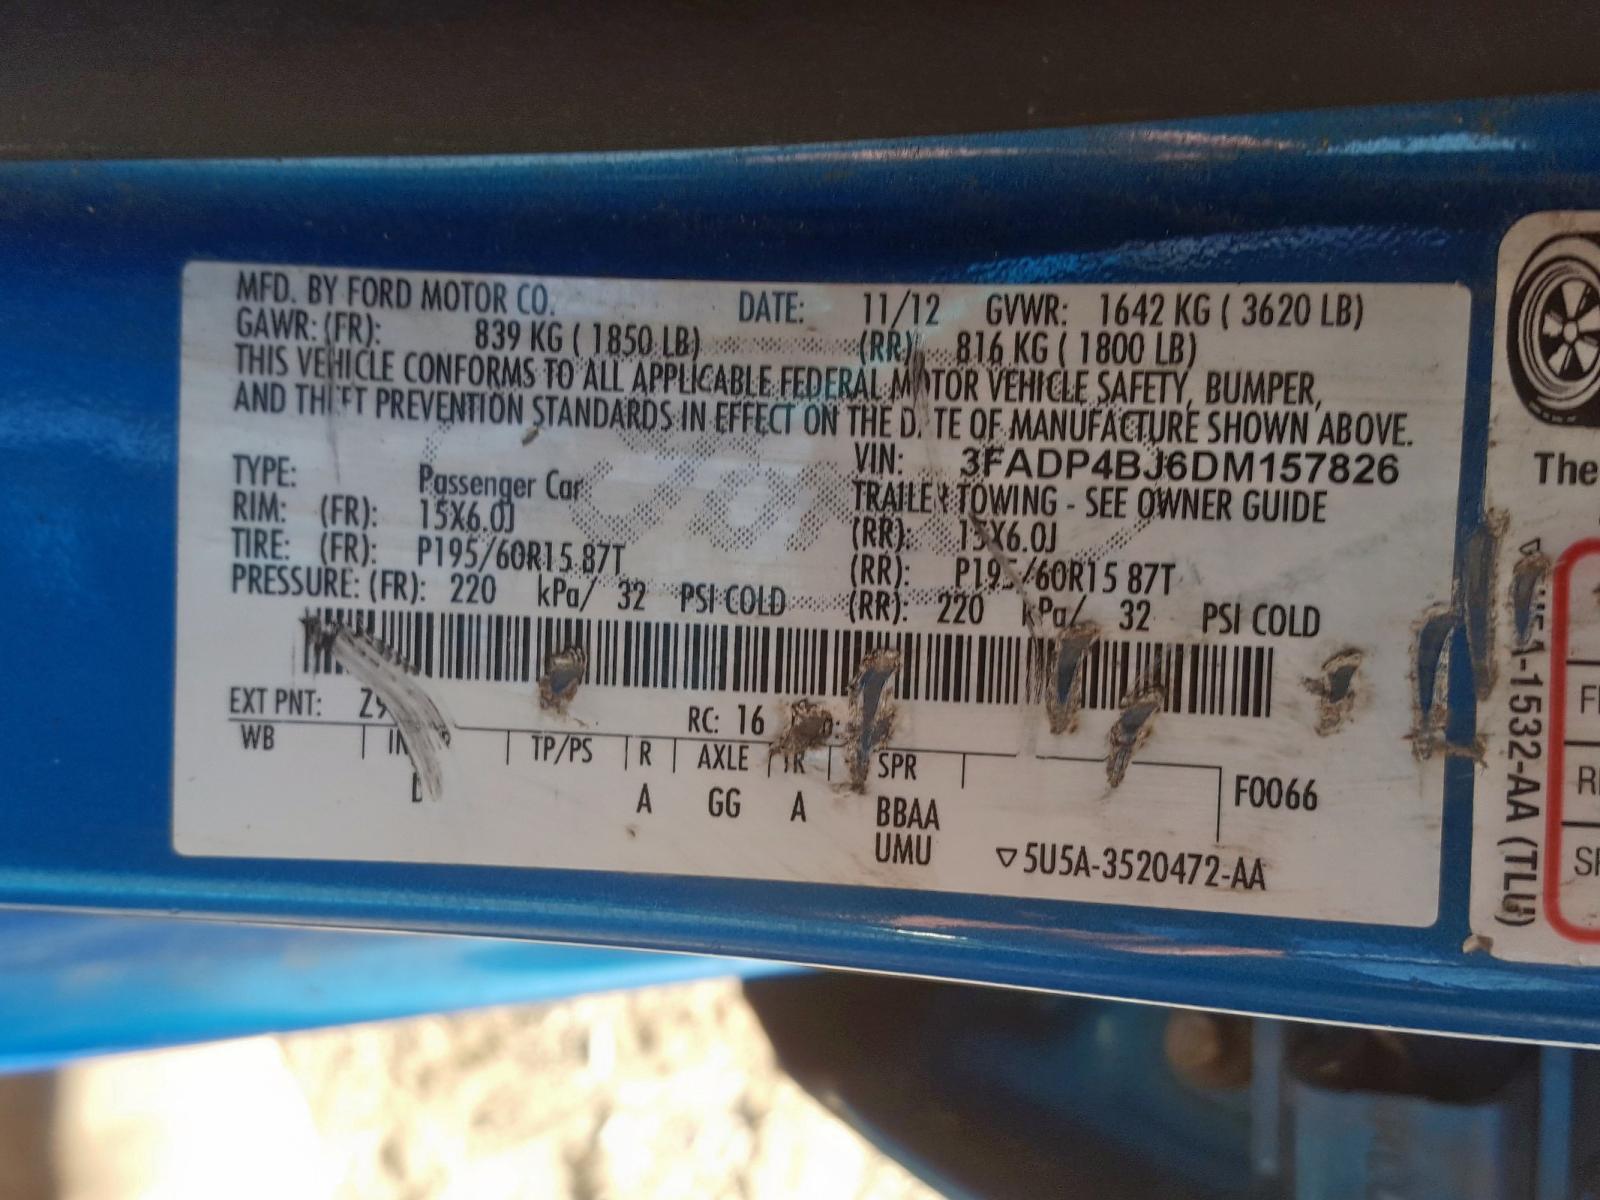 MFD. BY FORD MOTOR CO. DATE: 11/12 GVWR: 1642 KG ( 3620 LB)
GAWR: (FR): 839 KG ( 1850 LB) (RR) 816 KG ( 1800 LB)
THIS VEHICLE CONFORMS TO ALL APPLICABLE FEDERAL MOTOR VEHICLE SAFETY, BUMPER,
AND THEFT PREVENTION STANDARDS IN EFFECT ON THE DATE OF MANUFACTURE SHOWN ABOVE.
VIN: 3FADP4BJ6DM157826
TYPE: Passenger Car TRAILER TOWING - SEE OWNER GUIDE
RIM: (FR): 15X6.0J (RR): 15X6.0J
TIRE: (FR): P195/60R15 87T (RR): P195/60R15 87T
PRESSURE: (FR): 220 kPa/ 32 PSI COLD (RR): 220 kPa/ 32 PSI COLD
EXT PNT: RC: 16
WB TP/PS R AXLE TR SPR F0066
A GG A BBAA
UMU ▽5U5A-3520472-AA
The
1532-AA (TLU)